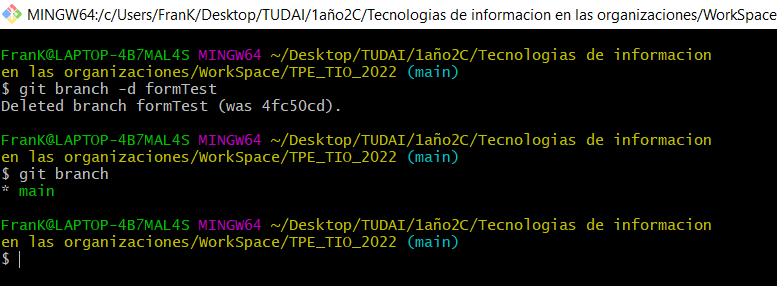 MINGW64:/c/Users/FranK/Desktop/TUDAI/1año2C/Tecnologias de informacion en las organizaciones/WorkSpace
FranK@LAPTOP-4B7MAL4S MINGW64 ~/Desktop/TUDAI/1año2C/Tecnologias de informacion
en las organizaciones/WorkSpace/TPE_TIO_2022 (main)
$ git branch -d formTest
Deleted branch formTest (was 4fc50cd).
FranK@LAPTOP-4B7MAL4S MINGW64 ~/Desktop/TUDAI/1año2C/Tecnologias de informacion
en las organizaciones/WorkSpace/TPE_TIO_2022 (main)
$ git branch
* main
FranK@LAPTOP-4B7MAL4S MINGW64 ~/Desktop/TUDAI/1año2C/Tecnologias de informacion
en las organizaciones/WorkSpace/TPE_TIO_2022 (main)
$